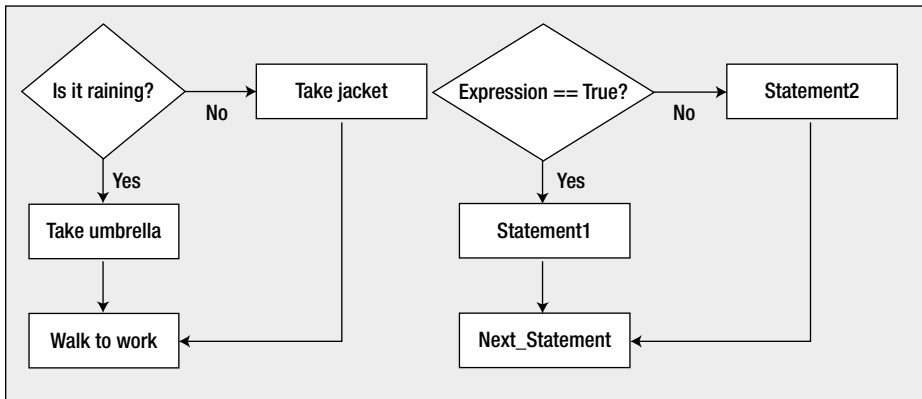 Is it raining?
No
Take jacket
Yes
Take umbrella
Walk to work
Expression == True?
No
Statement2
Yes
Statement1
Next_Statement